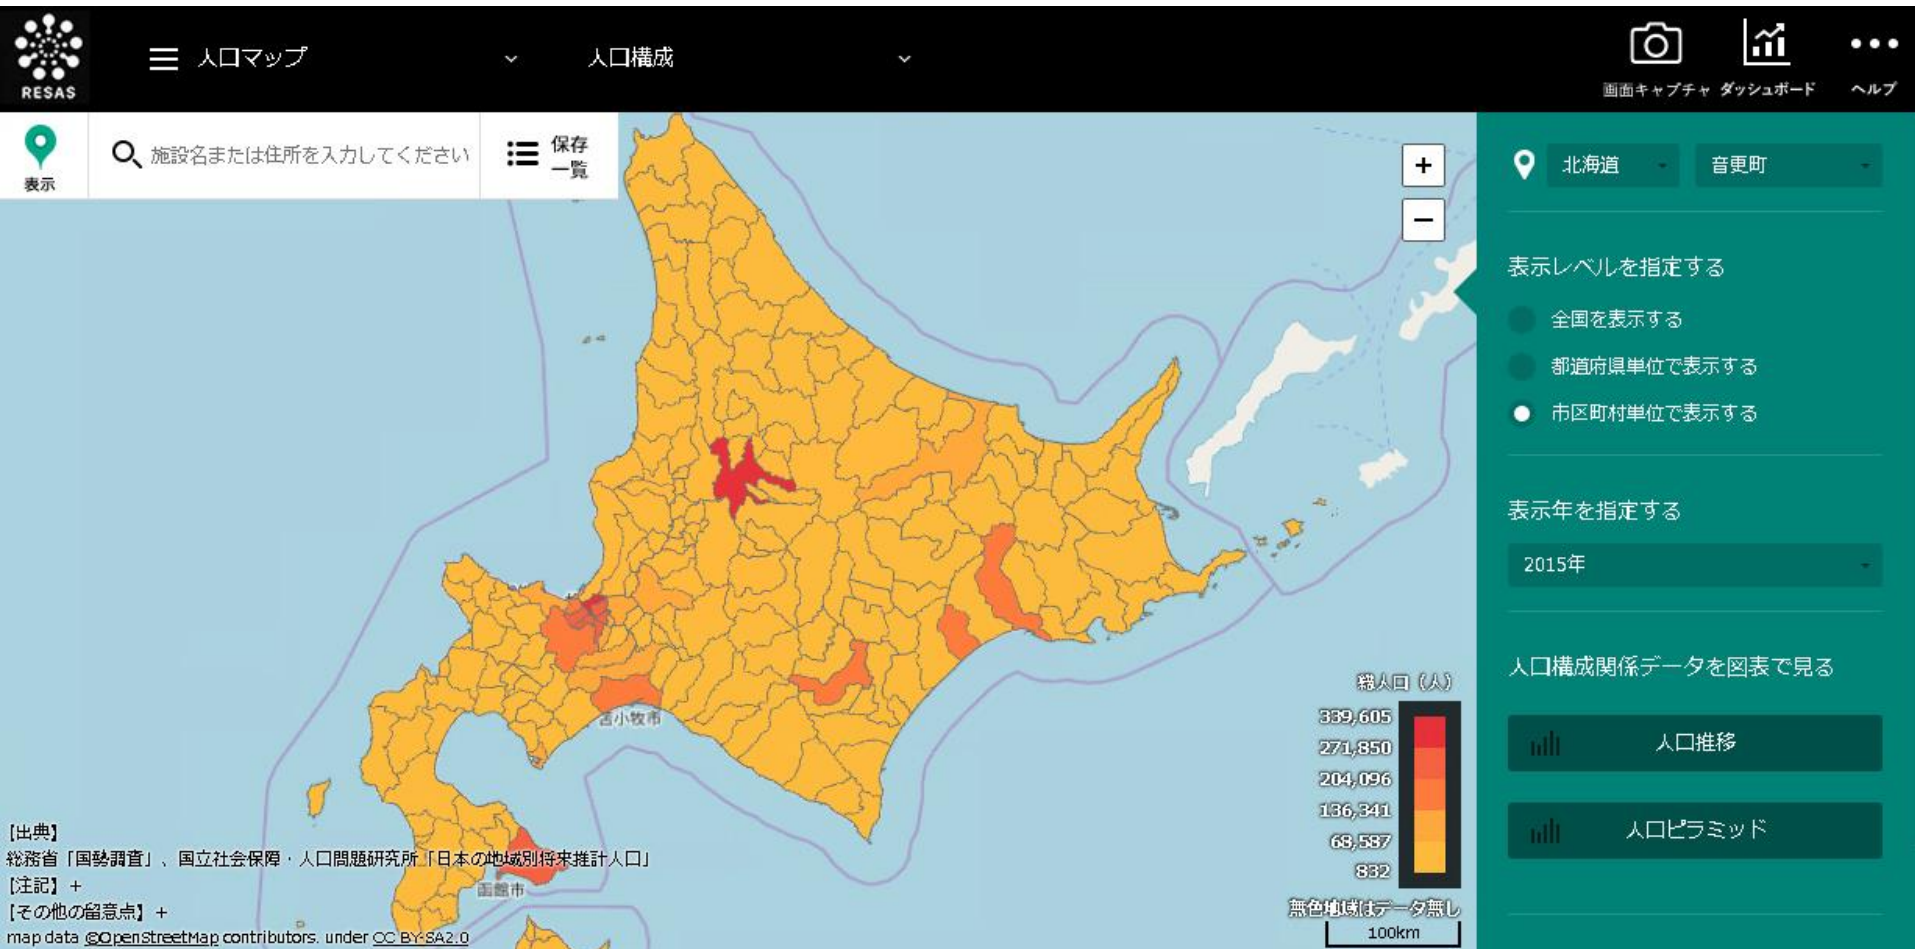 RESAS
人口マップ
人口構成
画面キャプチャ
ダッシュボード
ヘルプ
表示
施設名または住所を入力してください
保存
一覧
+
−
北海道
音更町
表示レベルを指定する
全国を表示する
都道府県単位で表示する
市区町村単位で表示する
表示年を指定する
2015年
人口構成関係データを図表で見る
人口推移
人口ピラミッド
苫小牧市
函館市
総人口（人）
339,605
271,850
204,096
136,341
68,587
832
無色地域はデータ無し
100km
【出典】
総務省「国勢調査」、国立社会保障・人口問題研究所「日本の地域別将来推計人口」
【注記】+
【その他の留意点】+
map data ©OpenStreetMap contributors. under CC BY-SA2.0